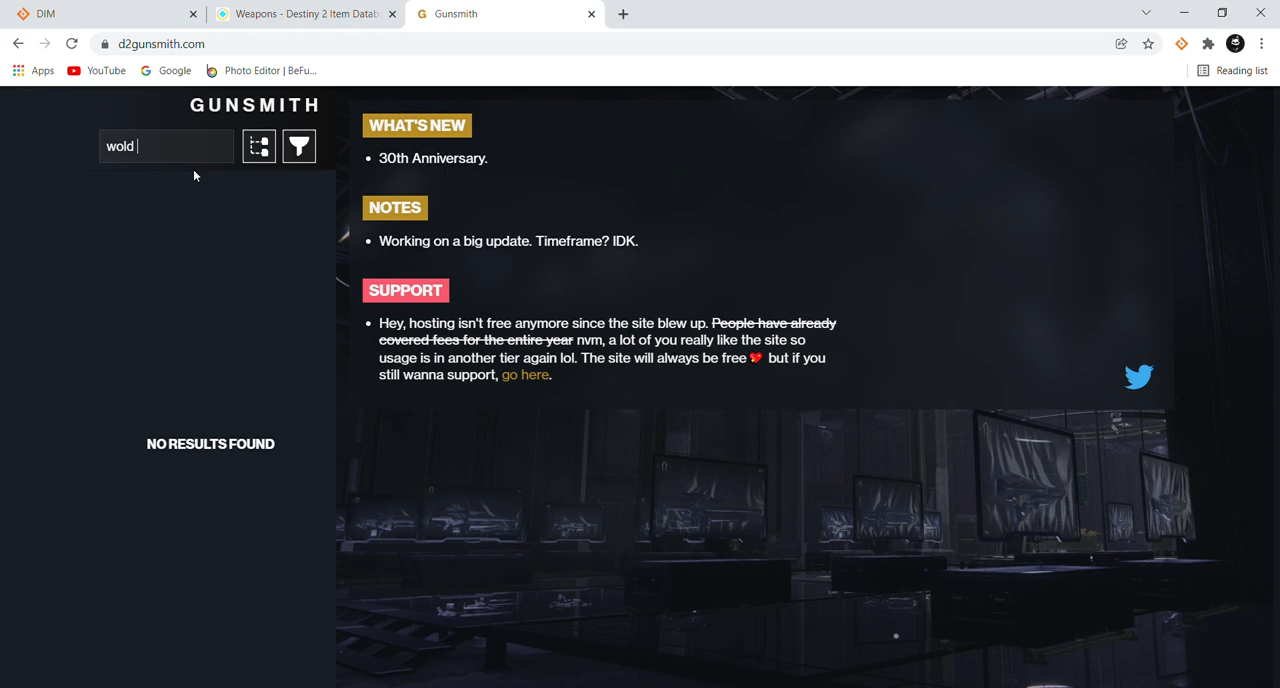 DIM
Weapons - Destiny 2 Item Datab
G Gunsmith
d2gunsmith.com
Apps YouTube Google Photo Editor | BeFu... Reading list
GUNSMITH
wold
NO RESULTS FOUND
WHAT'S NEW
• 30th Anniversary.
NOTES
• Working on a big update. Timeframe? IDK.
SUPPORT
• Hey, hosting isn't free anymore since the site blew up. People have already
covered fees for the entire year nvm, a lot of you really like the site so
usage is in another tier again lol. The site will always be free💖 but if you
still wanna support, go here.